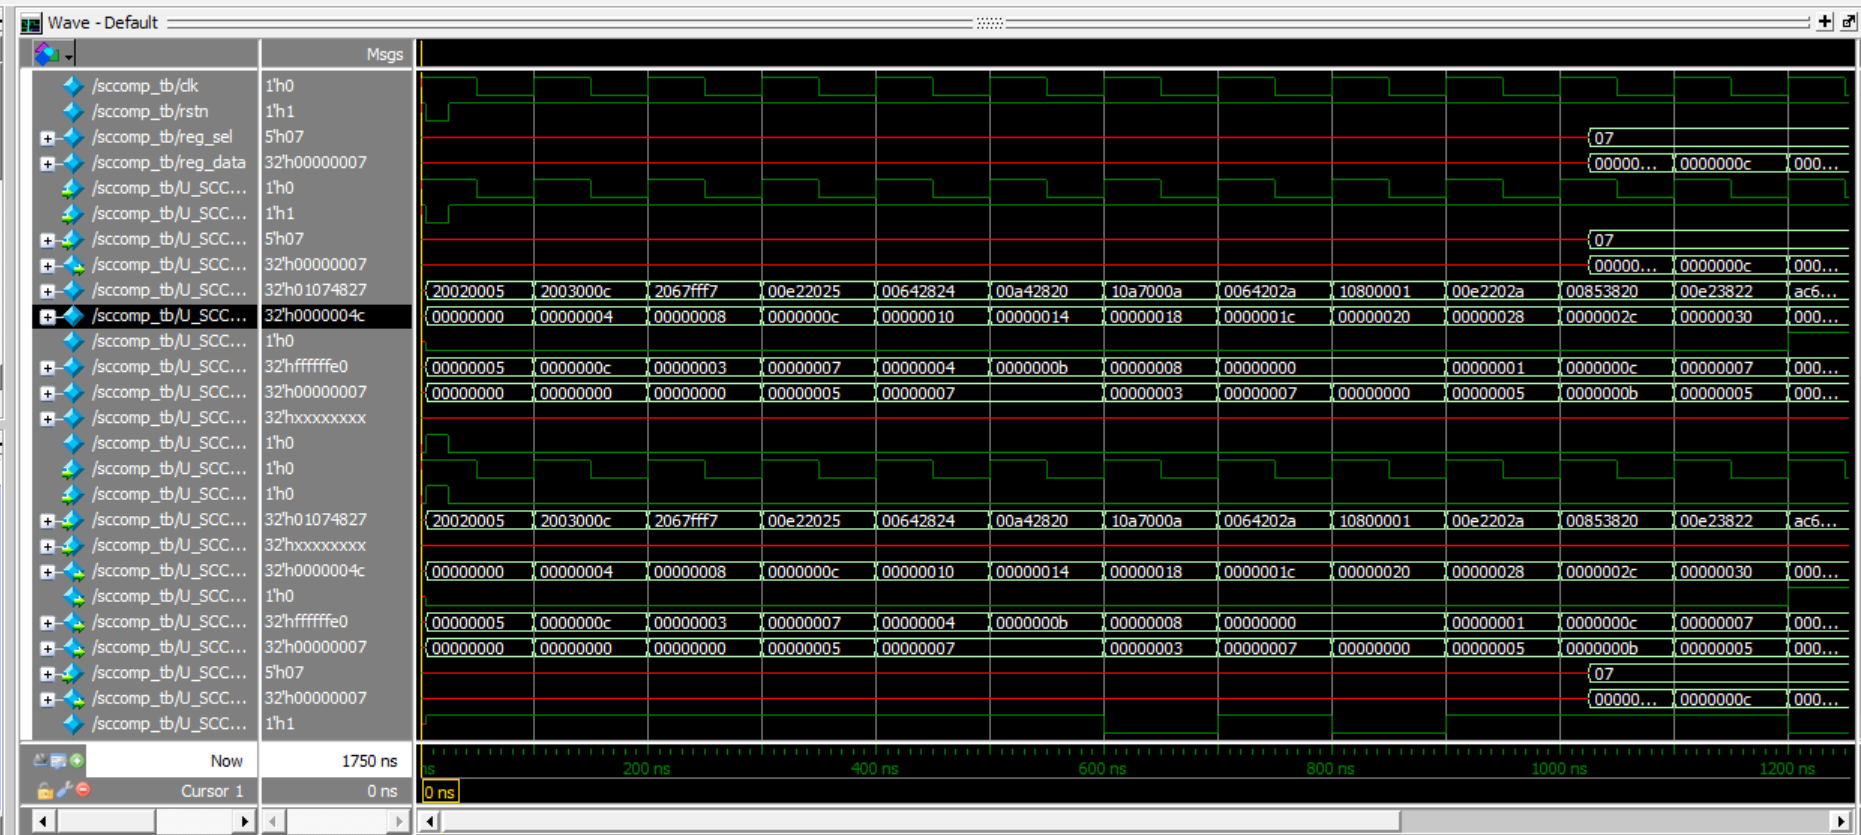 Wave - Default
Msgs
/sccomp_tb/clk 1'h0
/sccomp_tb/rstn 1'h1
/sccomp_tb/reg_sel 5'h07 07
/sccomp_tb/reg_data 32'h00000007 00000... 0000000c 000...
/sccomp_tb/U_SCC... 1'h0
/sccomp_tb/U_SCC... 1'h1
/sccomp_tb/U_SCC... 5'h07 07
/sccomp_tb/U_SCC... 32'h00000007 00000... 0000000c 000...
/sccomp_tb/U_SCC... 32'h01074827 20020005 2003000c 2067fff7 00e22025 00642824 00a42820 10a7000a 0064202a 10800001 00e2202a 00853820 00e23822 ac6...
/sccomp_tb/U_SCC... 32'h0000004c 00000000 00000004 00000008 0000000c 00000010 00000014 00000018 0000001c 00000020 00000028 0000002c 00000030 000...
/sccomp_tb/U_SCC... 1'h0
/sccomp_tb/U_SCC... 32'hffffffe0 00000005 0000000c 00000003 00000007 00000004 0000000b 00000008 00000000 00000001 0000000c 00000007 000...
/sccomp_tb/U_SCC... 32'h00000007 00000000 00000000 00000000 00000005 00000007 00000003 00000007 00000000 00000005 0000000b 00000005 000...
/sccomp_tb/U_SCC... 32'hxxxxxxxx
/sccomp_tb/U_SCC... 1'h0
/sccomp_tb/U_SCC... 1'h0
/sccomp_tb/U_SCC... 1'h0
/sccomp_tb/U_SCC... 32'h01074827 20020005 2003000c 2067fff7 00e22025 00642824 00a42820 10a7000a 0064202a 10800001 00e2202a 00853820 00e23822 ac6...
/sccomp_tb/U_SCC... 32'hxxxxxxxx
/sccomp_tb/U_SCC... 32'h0000004c 00000000 00000004 00000008 0000000c 00000010 00000014 00000018 0000001c 00000020 00000028 0000002c 00000030 000...
/sccomp_tb/U_SCC... 1'h0
/sccomp_tb/U_SCC... 32'hffffffe0 00000005 0000000c 00000003 00000007 00000004 0000000b 00000008 00000000 00000001 0000000c 00000007 000...
/sccomp_tb/U_SCC... 32'h00000007 00000000 00000000 00000000 00000005 00000007 00000003 00000007 00000000 00000005 0000000b 00000005 000...
/sccomp_tb/U_SCC... 5'h07 07
/sccomp_tb/U_SCC... 32'h00000007 00000... 0000000c 000...
/sccomp_tb/U_SCC... 1'h1
Now 1750 ns ns 200 ns 400 ns 600 ns 800 ns 1000 ns 1200 ns
Cursor 1 0 ns 0 ns